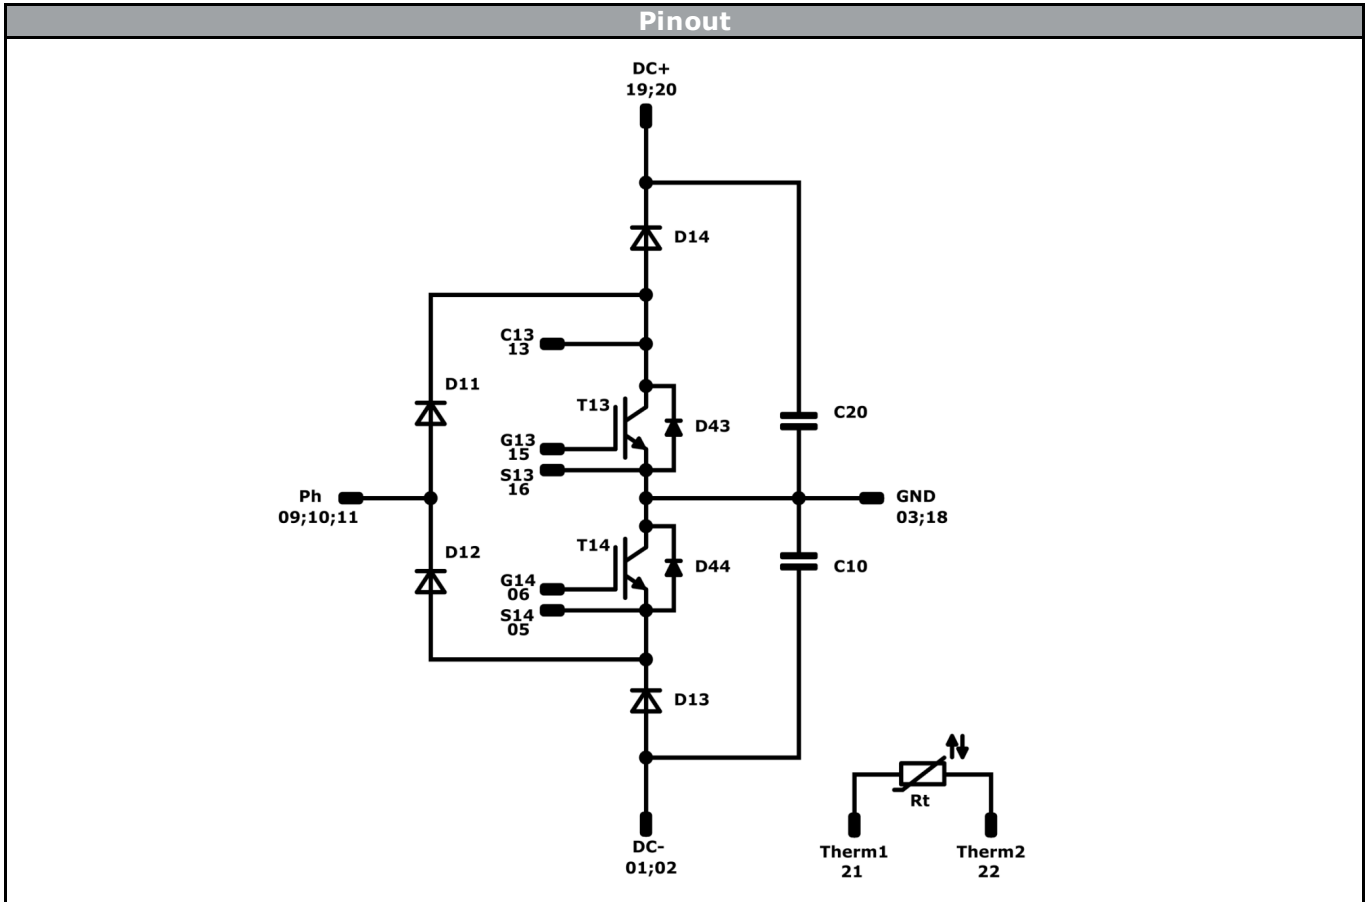 Pinout
DC+
19;20
D14
C13
13
D11
T13
D43
C20
G13
15
S13
16
Ph
09;10;11
GND
03;18
D12
T14
D44
C10
G14
06
S14
05
D13
Rt
DC-
01;02
Therm1
21
Therm2
22